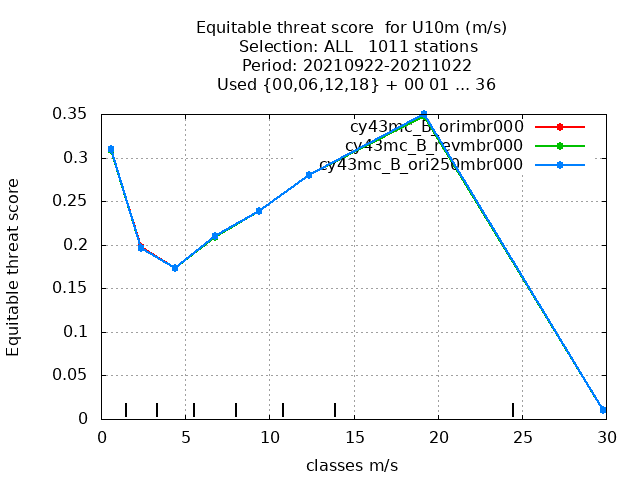 Equitable threat score  for U10m (m/s)
Selection: ALL   1011 stations
Period: 20210922-20211022
Used {00,06,12,18} + 00 01 ... 36
cy43mc_B_orimbr000
cy43mc_B_revmbr000
cy43mc_B_ori250mbr000
Equitable threat score
0.35
0.3
0.25
0.2
0.15
0.1
0.05
0
0 5 10 15 20 25 30
classes m/s